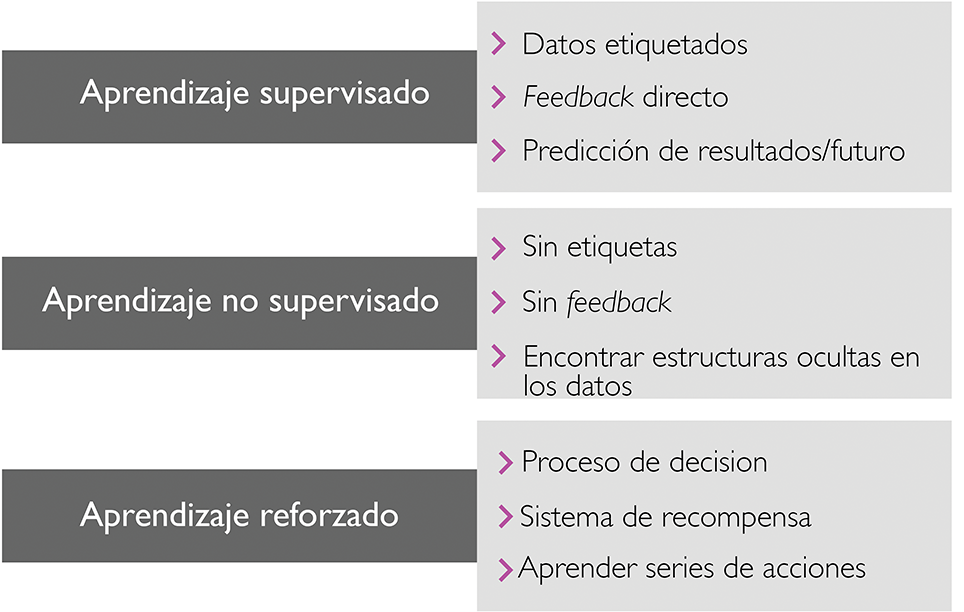 Aprendizaje supervisado
Datos etiquetados
Feedback directo
Predicción de resultados/futuro
Aprendizaje no supervisado
Sin etiquetas
Sin feedback
Encontrar estructuras ocultas en
los datos
Aprendizaje reforzado
Proceso de decision
Sistema de recompensa
Aprender series de acciones